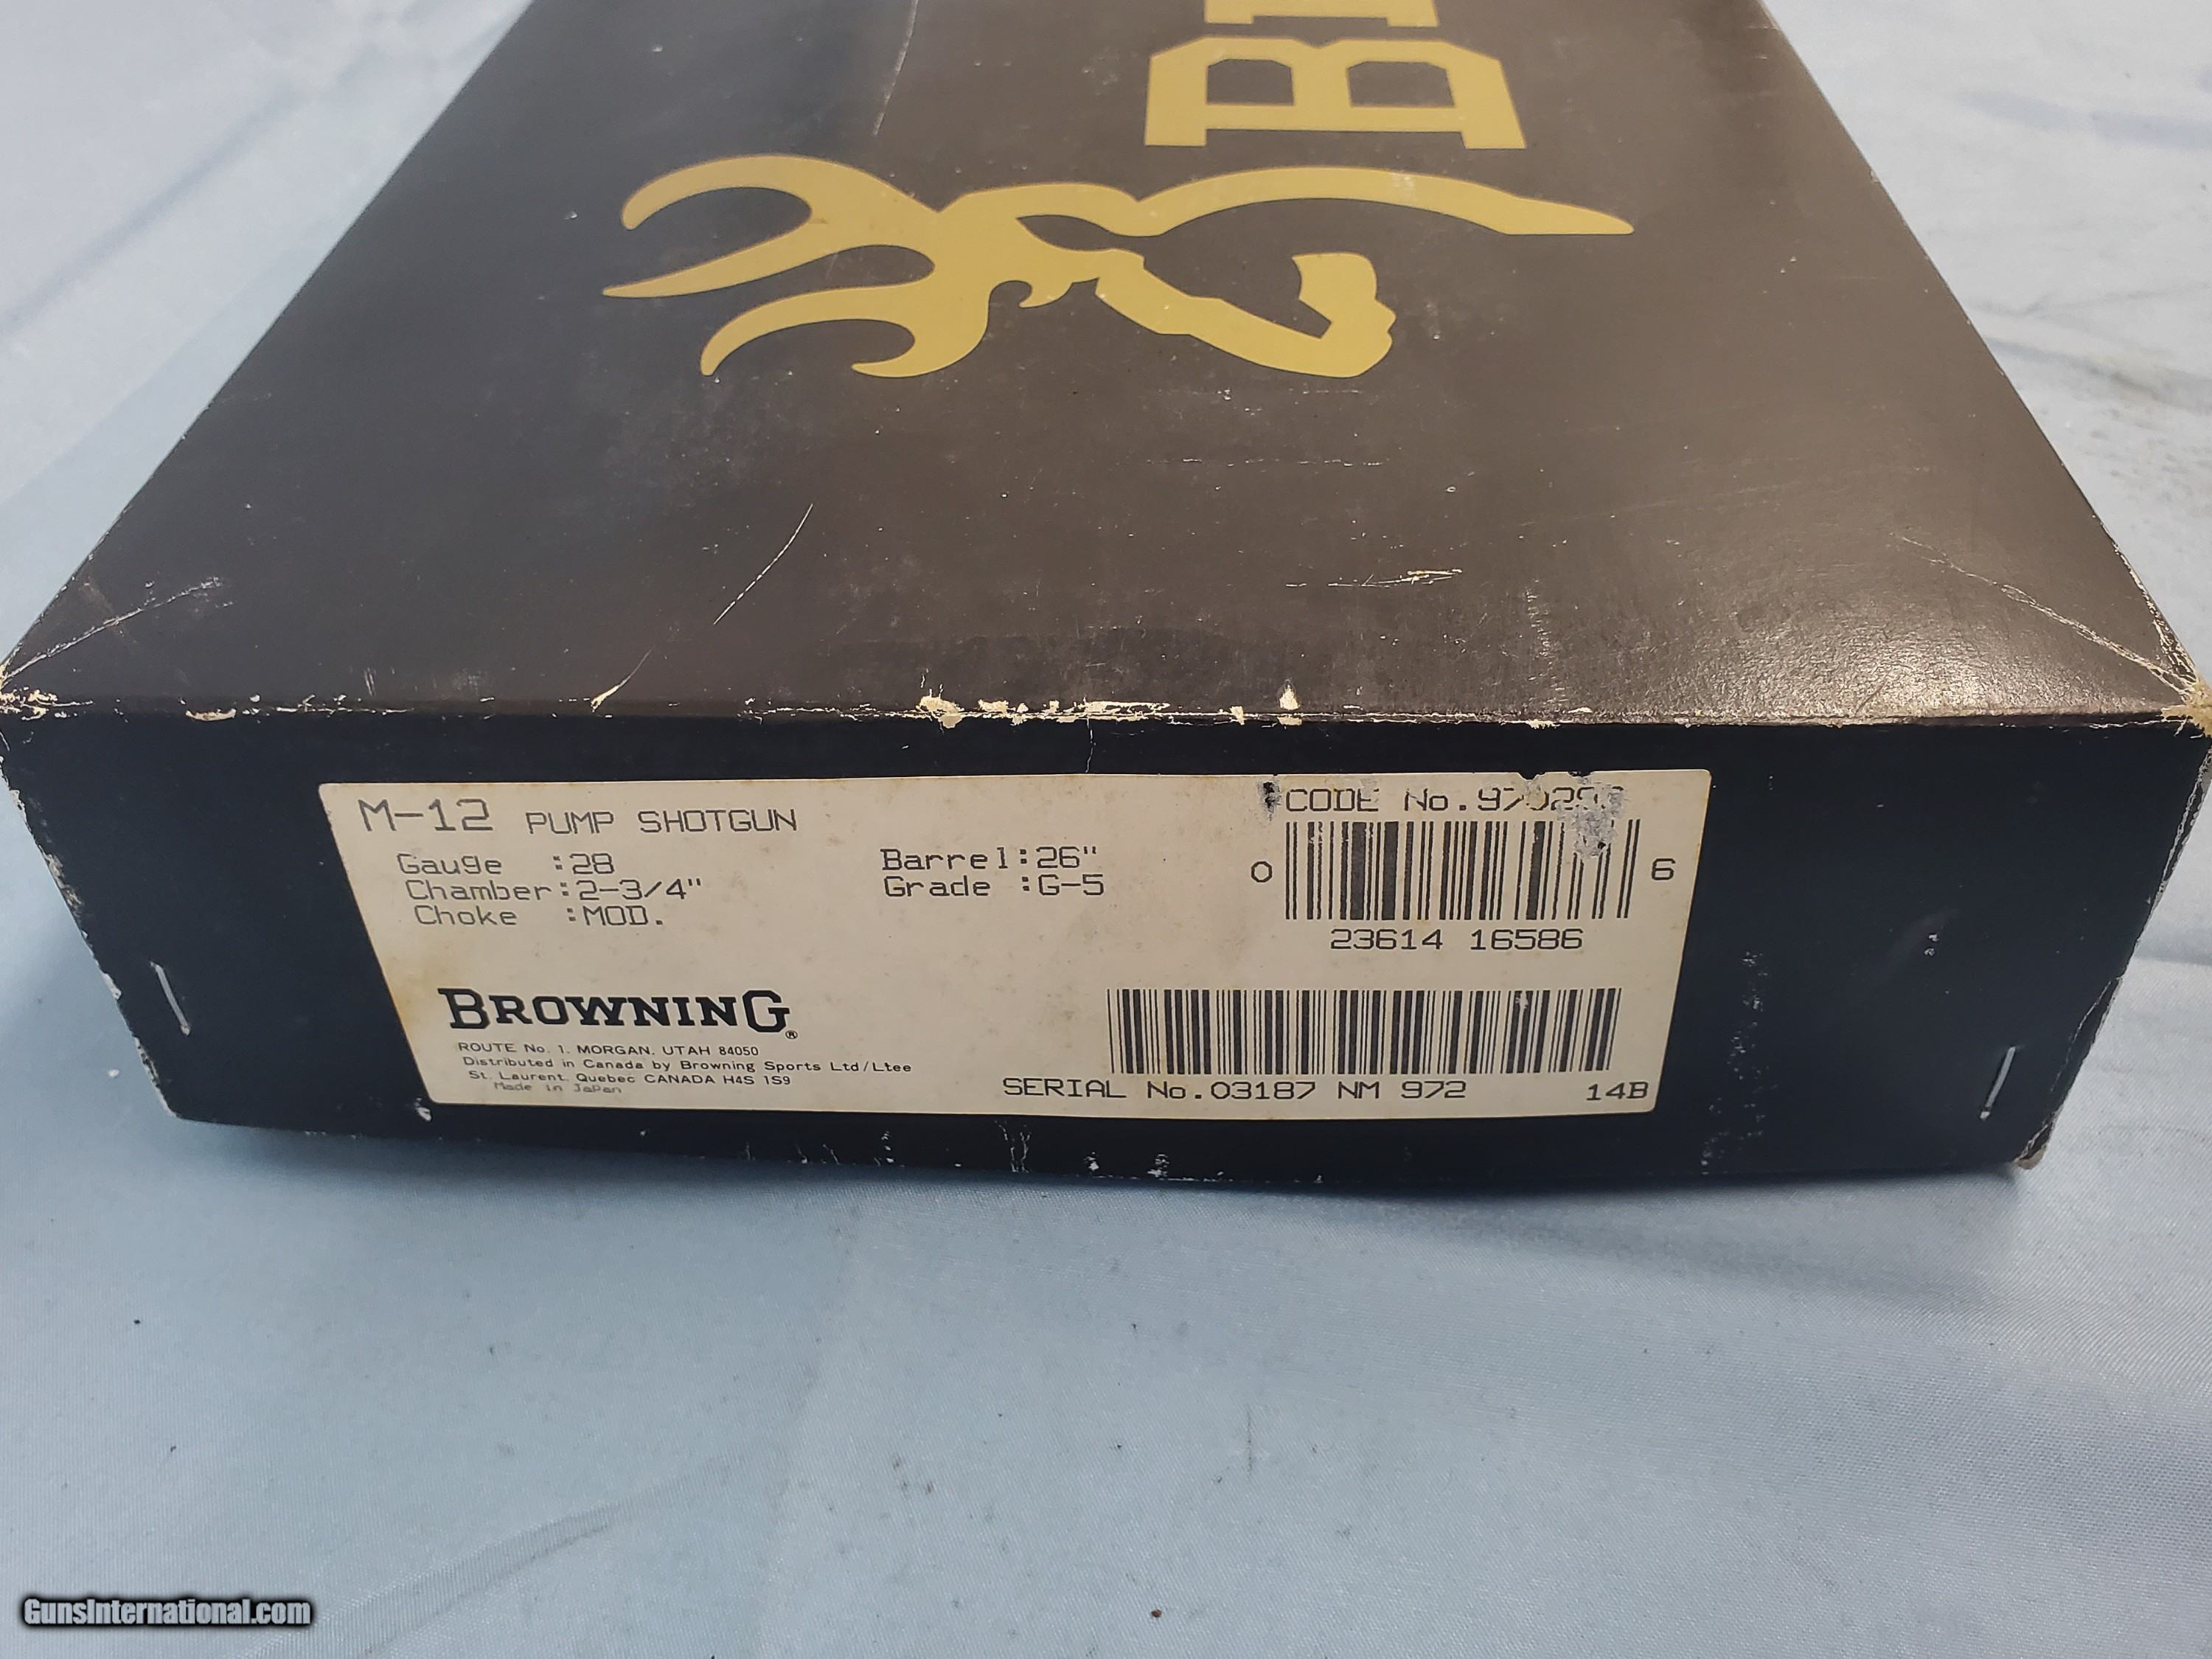 M-12 PUMP SHOTGUN
Gauge :28
Chamber:2-3/4"
Choke :MOD.
Barrel:26"
Grade :G-5
CODE No.
0 23614 16586 6
BROWNING®
ROUTE No. 1, MORGAN, UTAH 84050
Distributed in Canada by Browning Sports Ltd/Ltee
St. Laurent, Quebec CANADA H4S 1S9
Made in Japan
SERIAL No.03187 NM 972 14B
GunsInternational.com